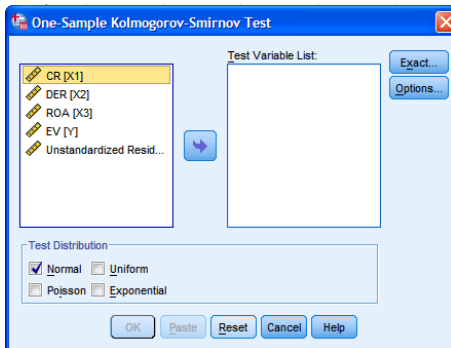 One-Sample Kolmogorov-Smirnov Test
CR [X1]
DER [X2]
ROA [X3]
EV [Y]
Unstandardized Resid...
Test Variable List:
Exact...
Options...
Test Distribution
Normal
Uniform
Poisson
Exponential
OK
Paste
Reset
Cancel
Help